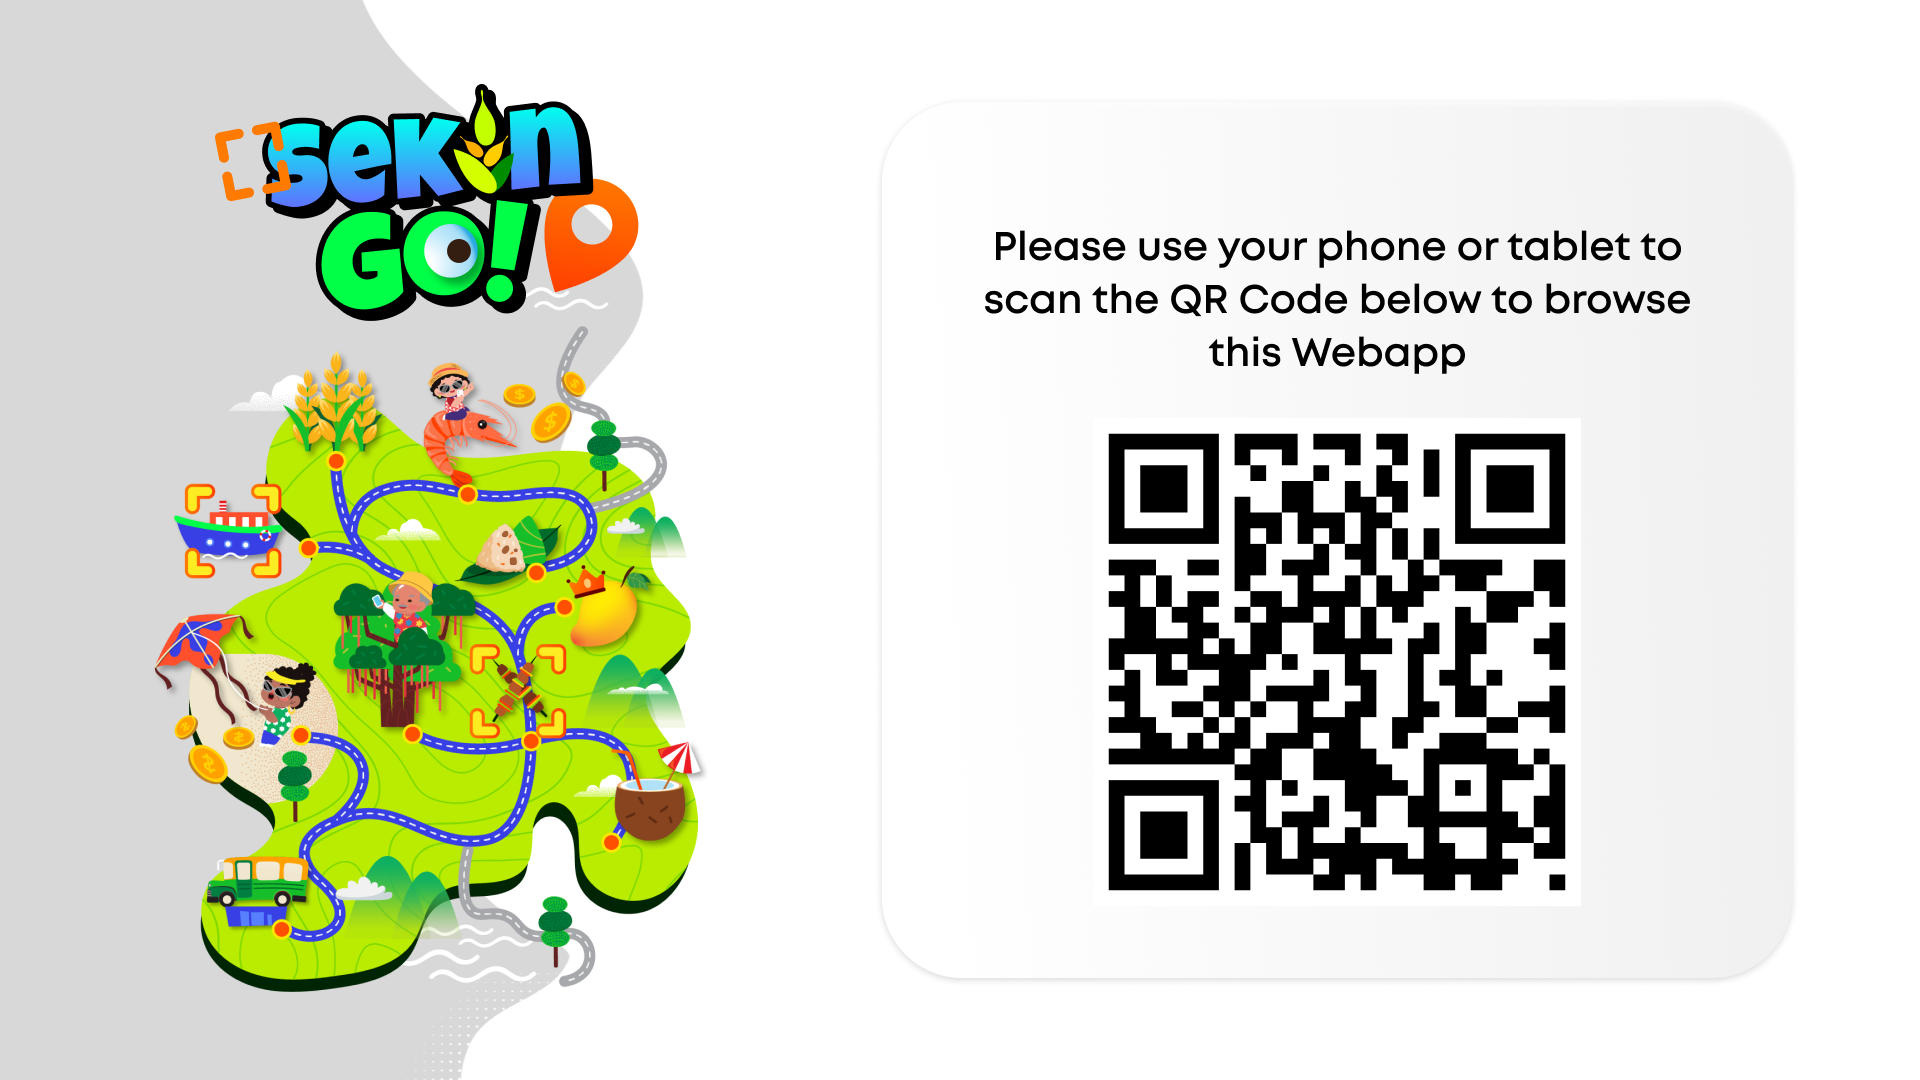 sekin
GO!
Please use your phone or tablet to
scan the QR Code below to browse
this Webapp